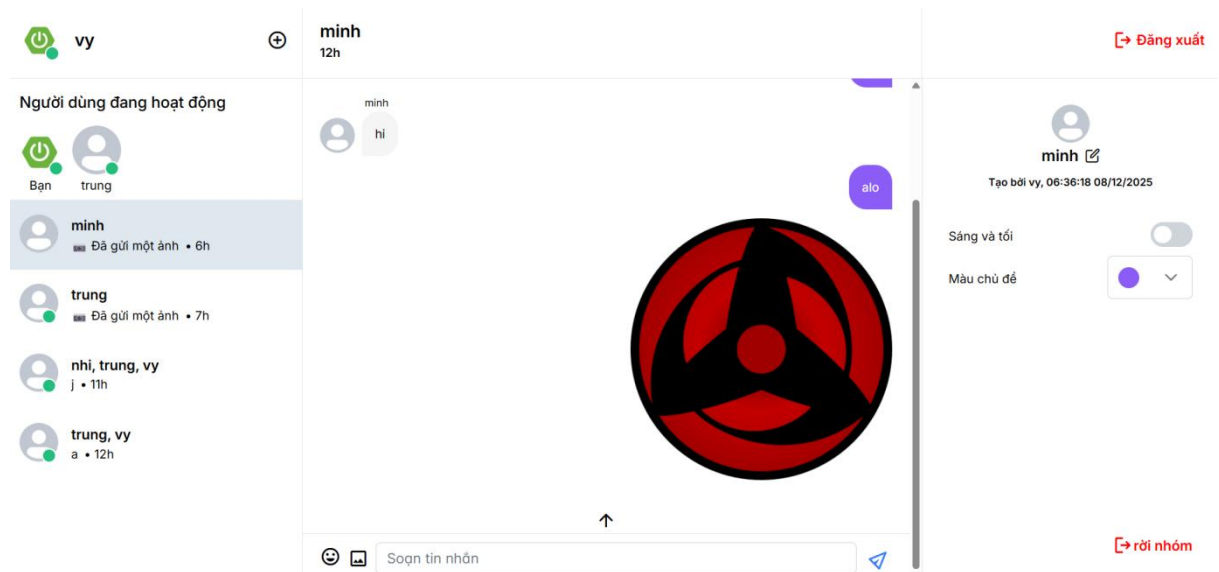 vy
Người dùng đang hoạt động
Bạn
trung
minh
Đã gửi một ảnh • 6h
trung
Đã gửi một ảnh • 7h
nhi, trung, vy
j • 11h
trung, vy
a • 12h
minh
12h
minh
hi
alo
Soạn tin nhắn
Đăng xuất
minh
Tạo bởi vy, 06:36:18 08/12/2025
Sáng và tối
Màu chủ đề
rời nhóm